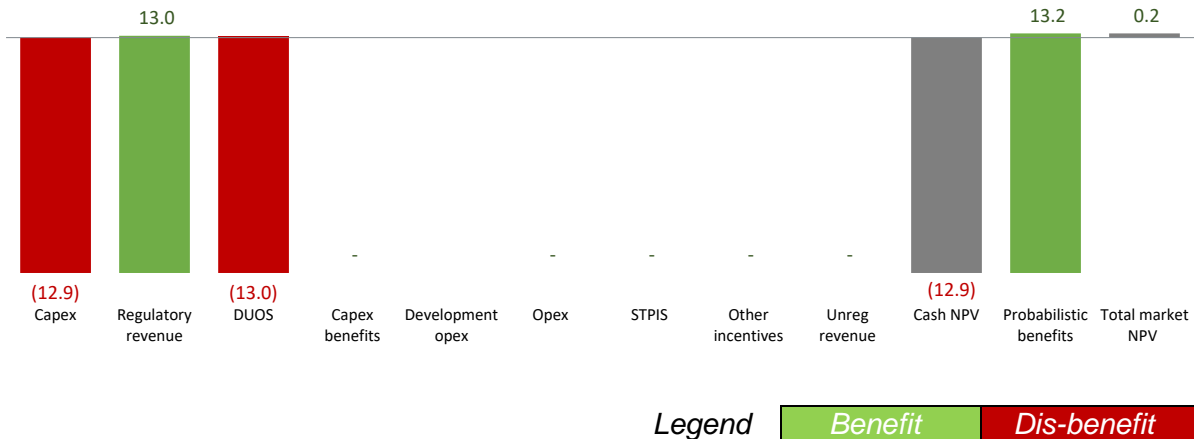 13.0
13.2
0.2
- - - - -
(12.9)
(13.0)
(12.9)
Capex
Regulatory
revenue
DUOS
Capex
benefits
Development
opex
Opex
STPIS
Other
incentives
Unreg
revenue
Cash NPV
Probabilistic
benefits
Total market
NPV
Legend
Benefit
Dis-benefit